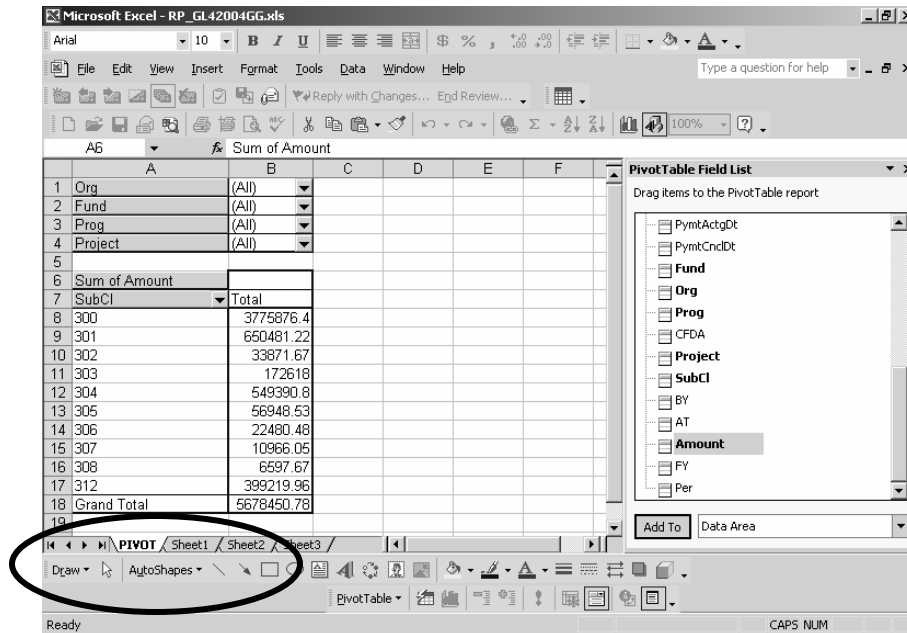 Microsoft Excel - RP_GL42004GG.xls
Arial 10 B I U $ % ,
File Edit View Insert Format Tools Data Window Help Type a question for help
Reply with Changes... End Review...
100%
A6 fx Sum of Amount
A B C D E F
1 Org (All)
2 Fund (All)
3 Prog (All)
4 Project (All)
5
6 Sum of Amount
7 SubCl Total
8 300 3775876.4
9 301 650481.22
10 302 33871.67
11 303 172618
12 304 549390.8
13 305 56948.53
14 306 22480.48
15 307 10966.05
16 308 6597.67
17 312 399219.96
18 Grand Total 5678450.78
19
PIVOT Sheet1 Sheet2 Sheet3
PivotTable Field List
Drag items to the PivotTable report
PymtActgDt
PymtCnclDt
Fund
Org
Prog
CFDA
Project
SubCl
BY
AT
Amount
FY
Per
Add To Data Area
Draw AutoShapes
PivotTable
Ready CAPS NUM